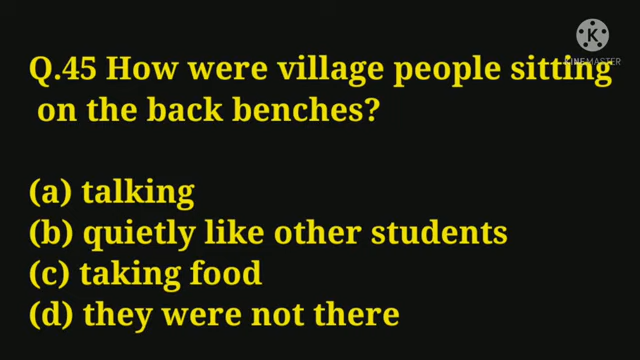 Q.45 How were village people sitting
on the back benches?
(a) talking
(b) quietly like other students
(c) taking food
(d) they were not there
K
KINEMASTER